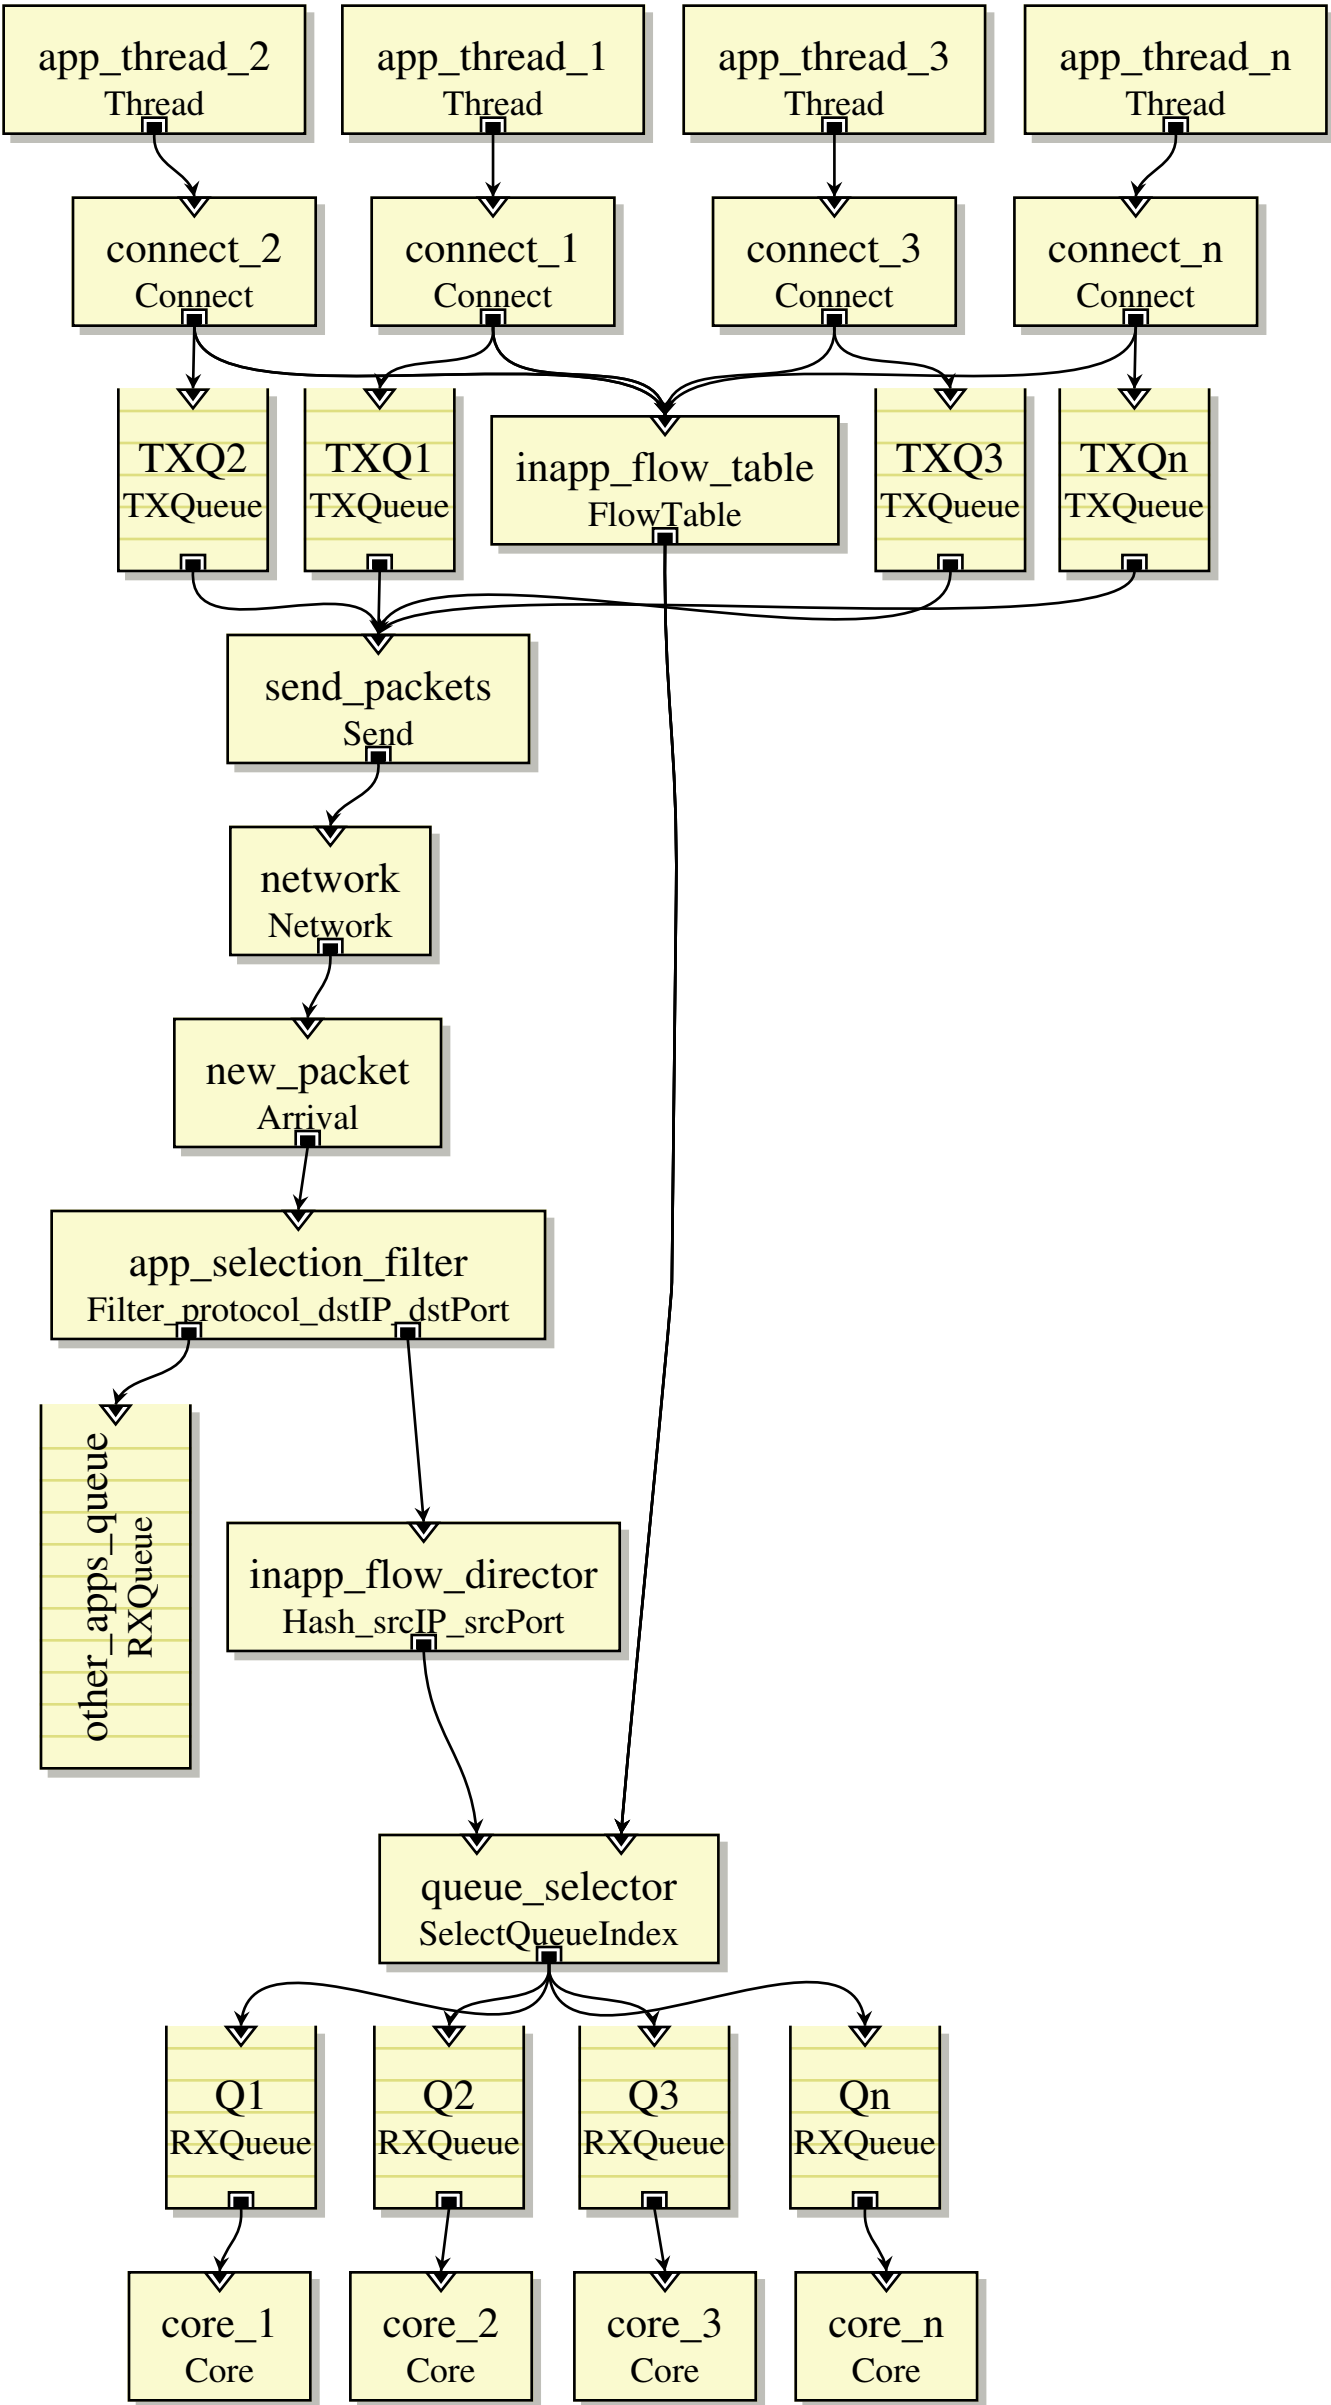 app_thread_2
Thread
app_thread_1
Thread
app_thread_3
Thread
app_thread_n
Thread
connect_2
Connect
connect_1
Connect
connect_3
Connect
connect_n
Connect
TXQ2
TXQueue
TXQ1
TXQueue
inapp_flow_table
FlowTable
TXQ3
TXQueue
TXQn
TXQueue
send_packets
Send
network
Network
new_packet
Arrival
app_selection_filter
Filter_protocol_dstIP_dstPort
other_apps_queue
RXQueue
inapp_flow_director
Hash_srcIP_srcPort
queue_selector
SelectQueueIndex
Q1
RXQueue
Q2
RXQueue
Q3
RXQueue
Qn
RXQueue
core_1
Core
core_2
Core
core_3
Core
core_n
Core